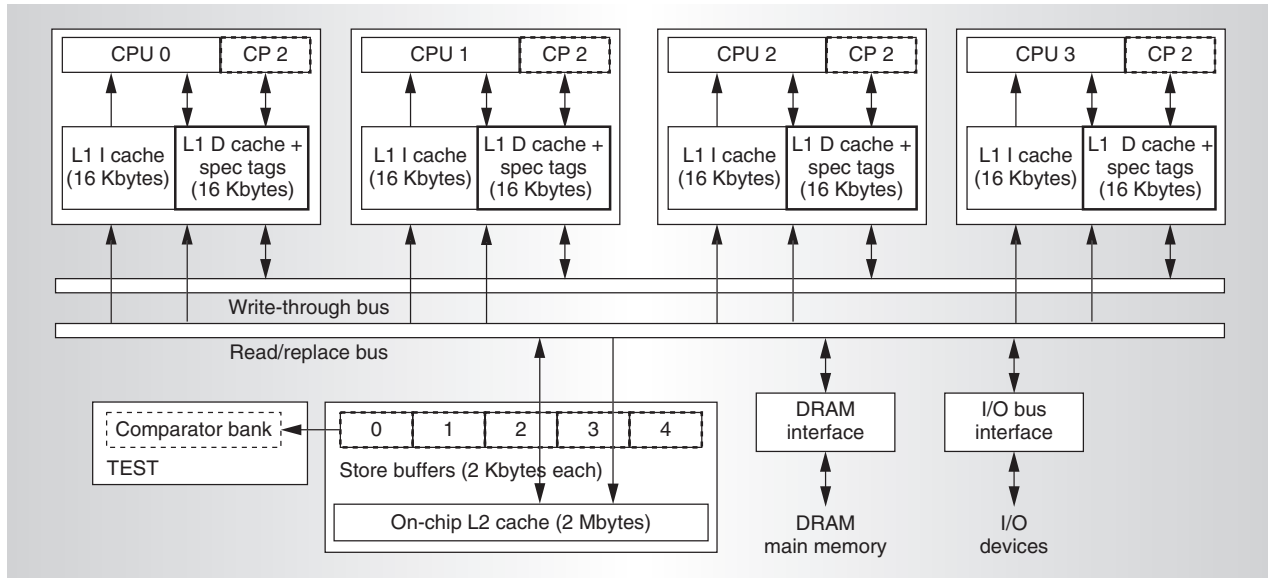 CPU 0
CP 2
CPU 1
CP 2
CPU 2
CP 2
CPU 3
CP 2
L1 I cache
(16 Kbytes)
L1 D cache +
spec tags
(16 Kbytes)
L1 I cache
(16 Kbytes)
L1 D cache +
spec tags
(16 Kbytes)
L1 I cache
(16 Kbytes)
L1 D cache +
spec tags
(16 Kbytes)
L1 I cache
(16 Kbytes)
L1 D cache +
spec tags
(16 Kbytes)
Write-through bus
Read/replace bus
Comparator bank
TEST
0
1
2
3
4
Store buffers (2 Kbytes each)
On-chip L2 cache (2 Mbytes)
DRAM
interface
I/O bus
interface
DRAM
main memory
I/O
devices